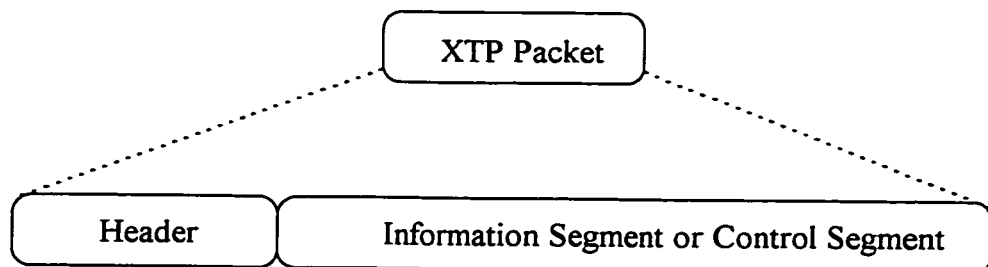 XTP Packet
Header
Information Segment or Control Segment